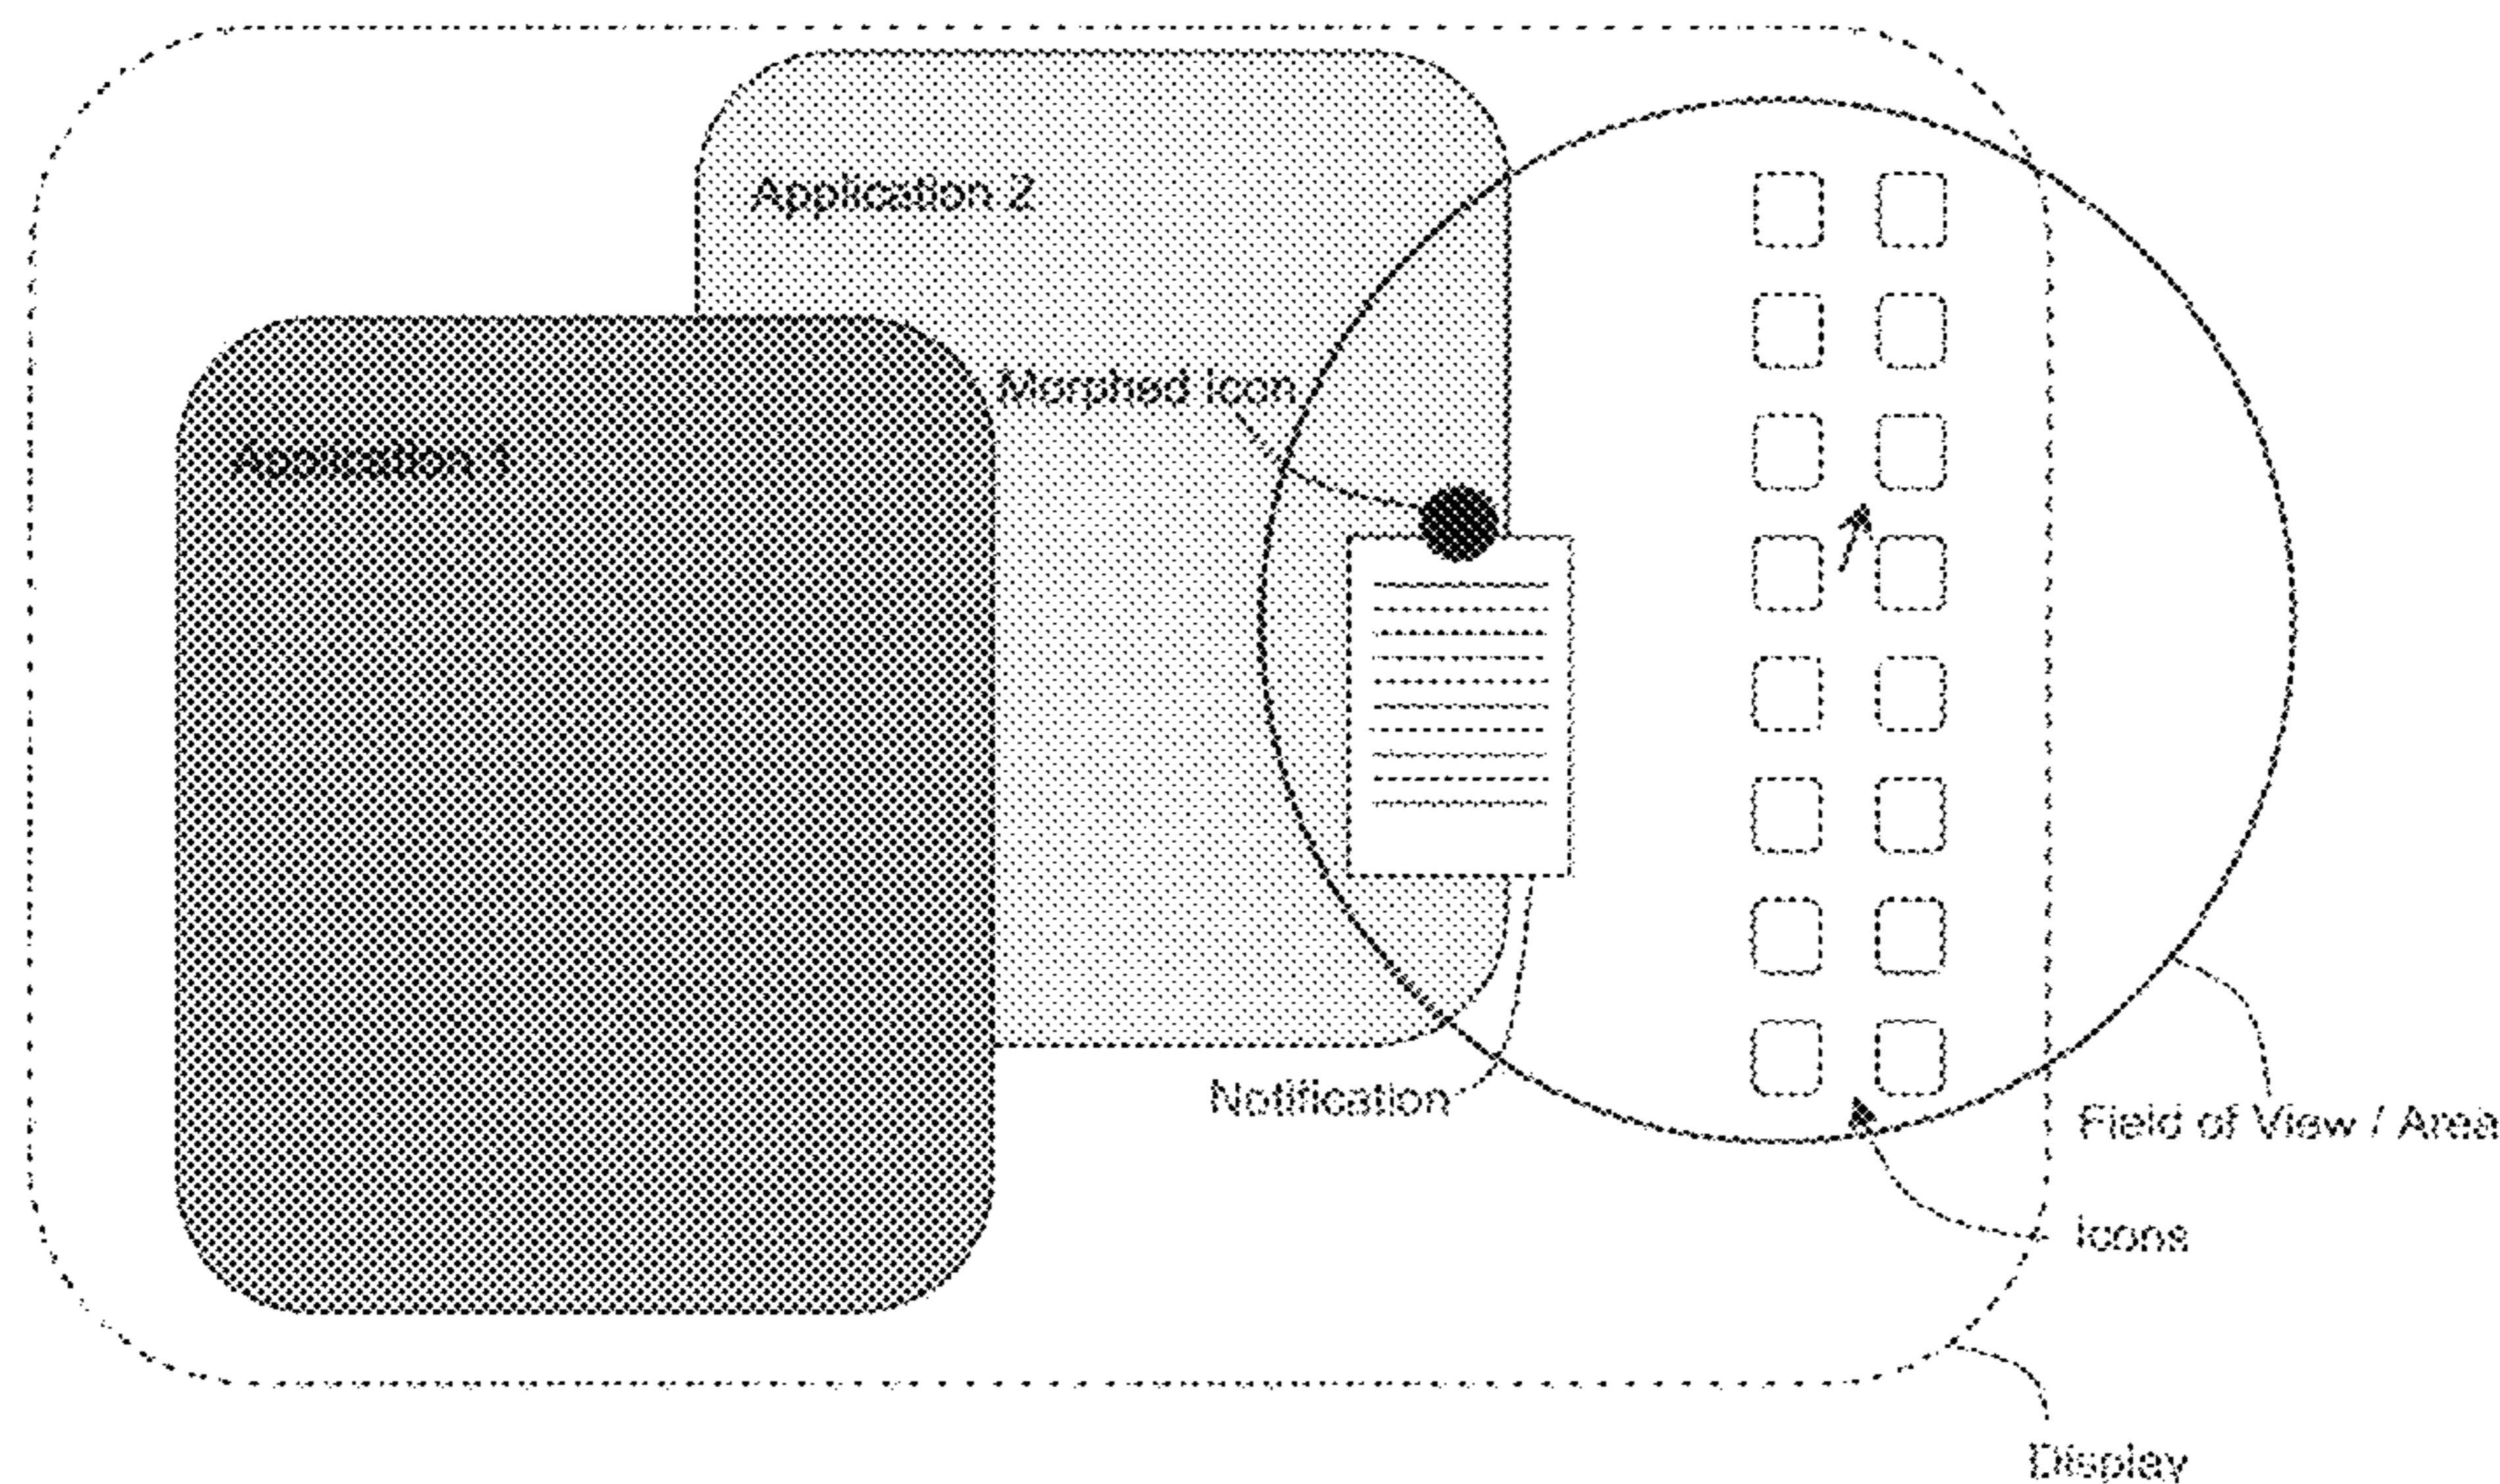 Application 2
Morphed Icon
Application 1
Notification
Field of View / Area
Icons
Display